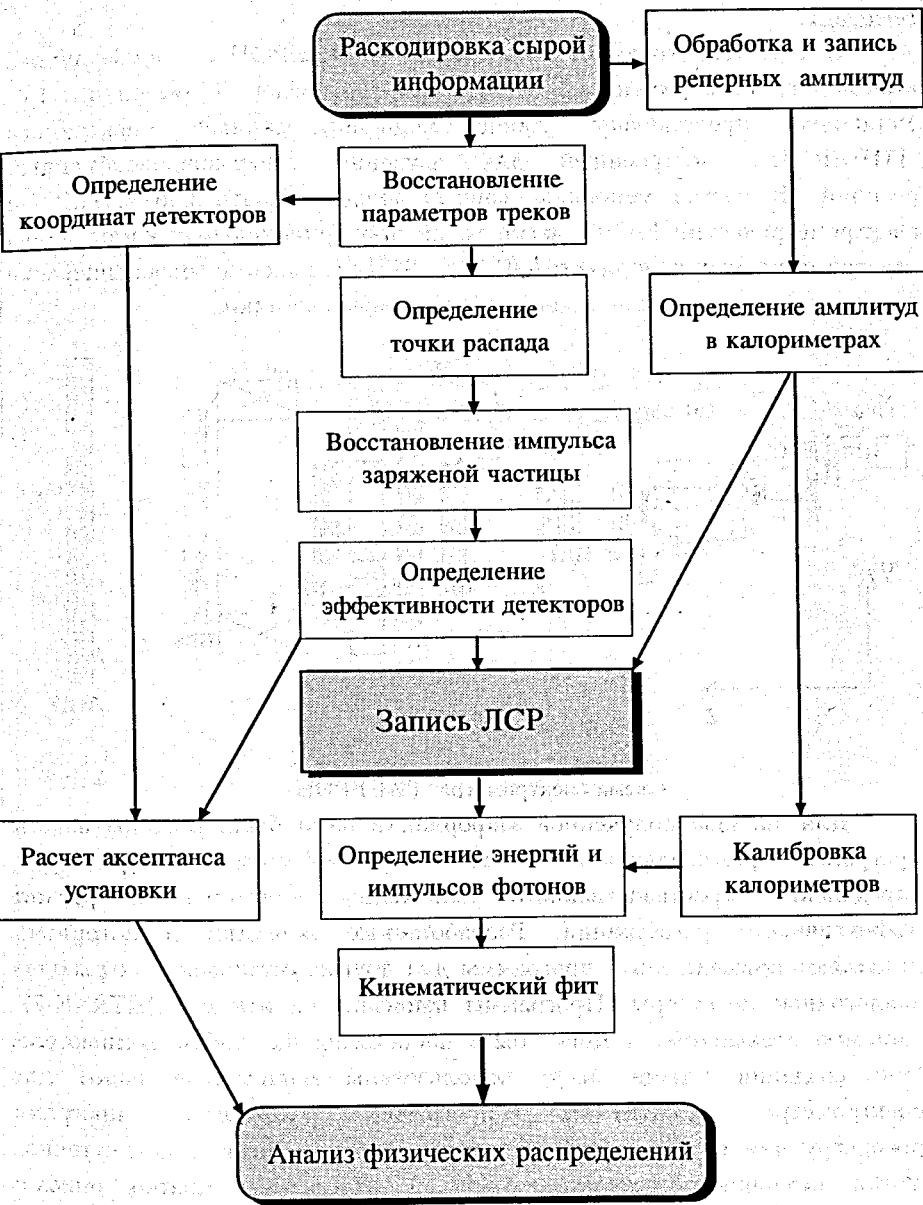 Раскодировка сырой
информации
Обработка и запись
реперных амплитуд
Определение
координат детекторов
Восстановление
параметров треков
Определение
точки распада
Определение амплитуд
в калориметрах
Восстановление импульса
заряженой частицы
Определение
эффективности детекторов
Запись ЛСР
Расчет аксептанса
установки
Определение энергий и
импульсов фотонов
Калибровка
калориметров
Кинематический фит
Анализ физических распределений